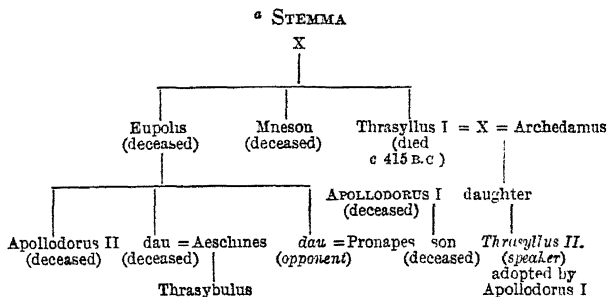 a STEMMA
X
Eupolis Mneson Thrasyllus I = X = Archedamus
(deceased) (deceased) (died
c 415 B.C )
APOLLODORUS I daughter
(deceased)
Apollodorus II dau = Aeschines dau = Pronapes son Thrasyllus II.
(deceased) (deceased) (opponent) (deceased) (speaker)
adopted by
Thrasybulus Apollodorus I